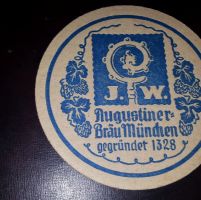 J. W.
Augustiner-
Bräu München
gegründet 1328